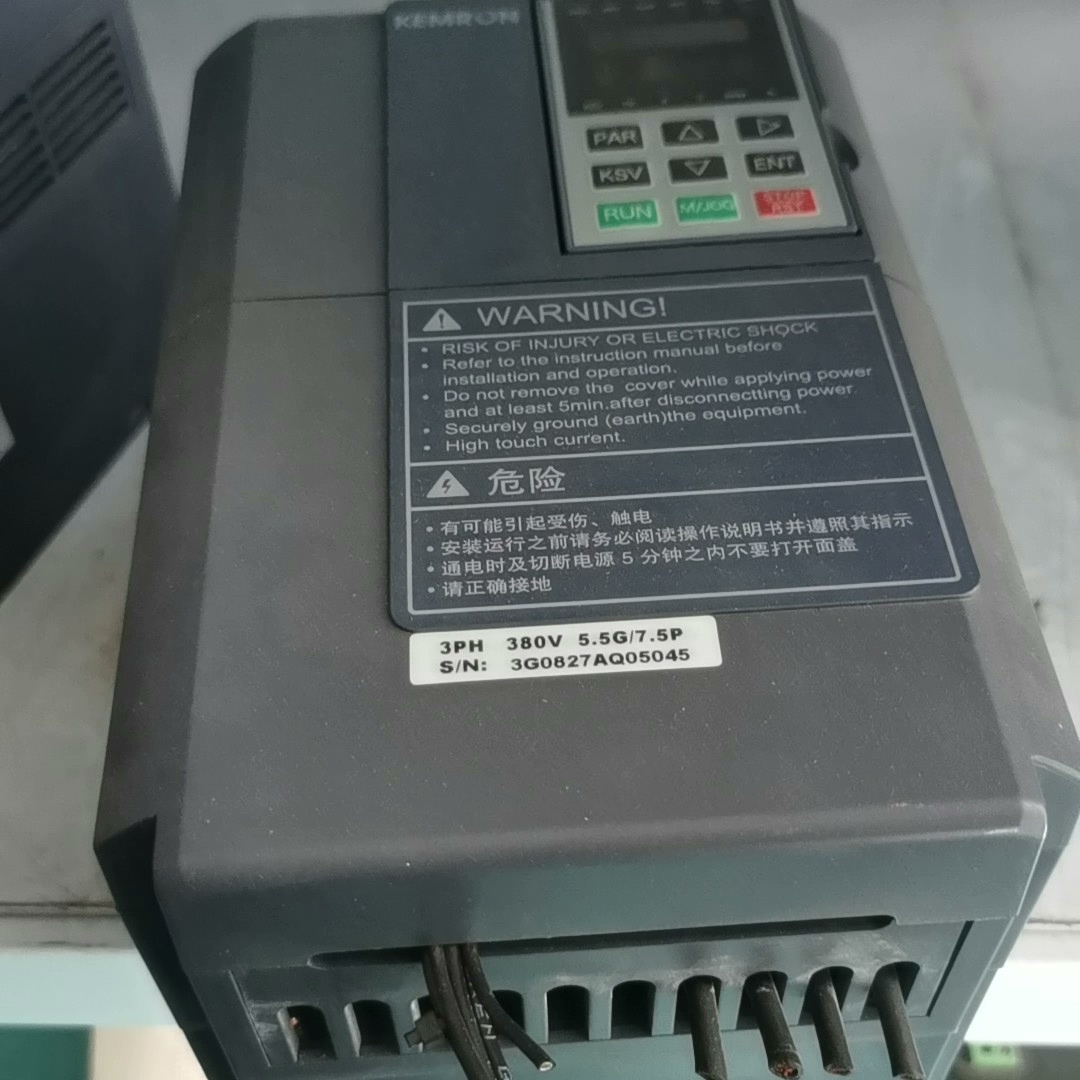 KEMRON
PAR
KSV
ENT
RUN
M/JOG
STOP
RST
WARNING!
• RISK OF INJURY OR ELECTRIC SHOCK
• Refer to the instruction manual before
installation and operation.
• Do not remove the cover while applying power
and at least 5min.after disconnectting power.
• Securely ground (earth)the equipment.
• High touch current.
危险
• 有可能引起受伤、触电
• 安装运行之前请务必阅读操作说明书并遵照其指示
• 通电时及切断电源 5 分钟之内不要打开面盖
• 请正确接地
3PH 380V 5.5G/7.5P
S/N: 3G0827AQ05045